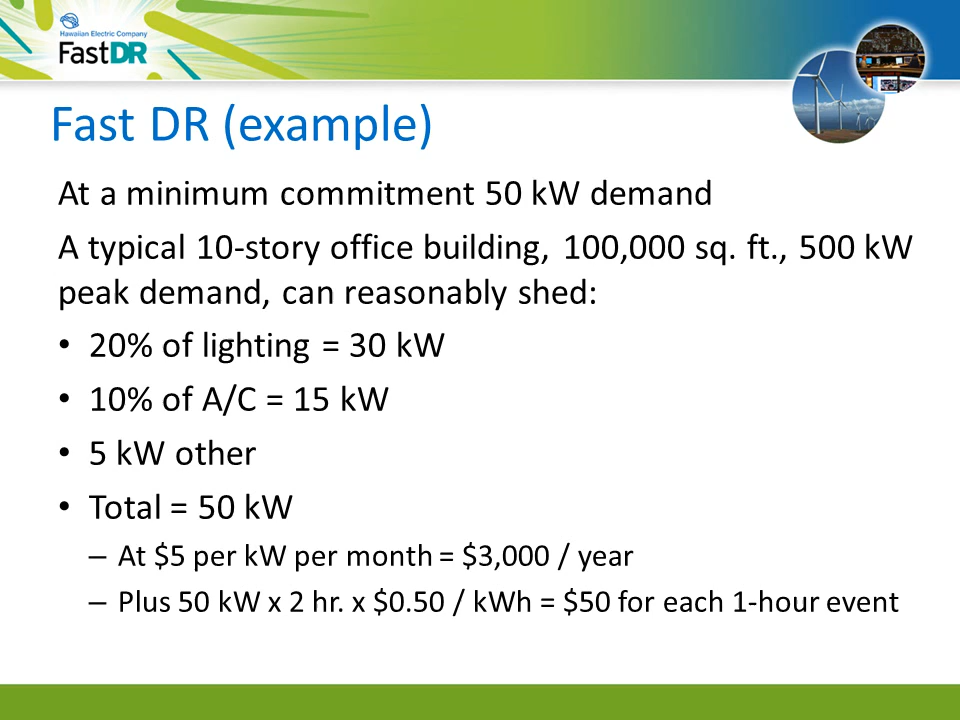 Hawaiian Electric Company
FastDR
Fast DR (example)
At a minimum commitment 50 kW demand
A typical 10-story office building, 100,000 sq. ft., 500 kW
peak demand, can reasonably shed:
• 20% of lighting = 30 kW
• 10% of A/C = 15 kW
• 5 kW other
• Total = 50 kW
– At $5 per kW per month = $3,000 / year
– Plus 50 kW x 2 hr. x $0.50 / kWh = $50 for each 1-hour event